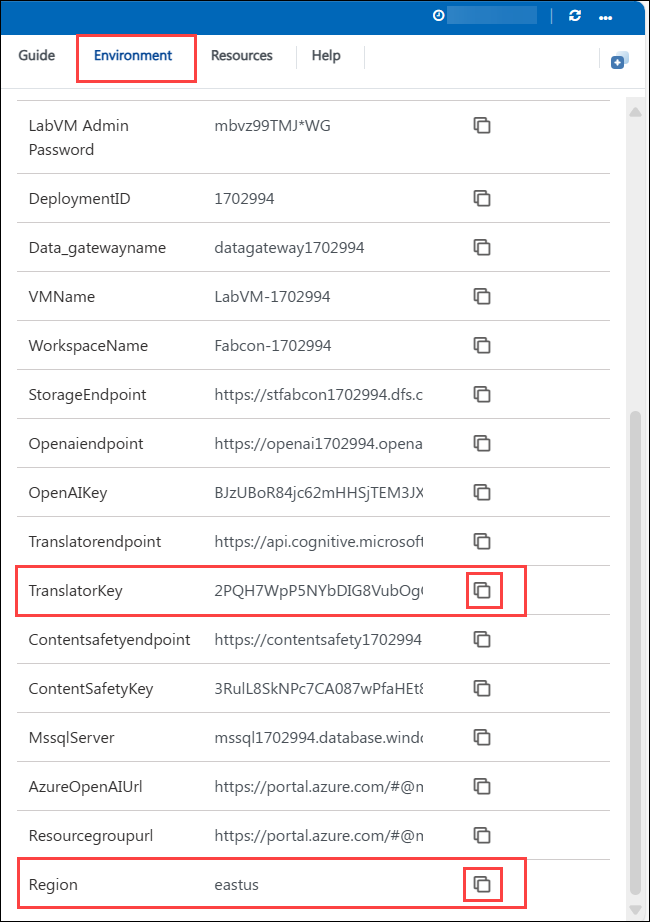 Guide Environment Resources Help
LabVM Admin mbvz99TMJ*WG
Password
DeploymentID 1702994
Data_gatewayname datagateway1702994
VMName LabVM-1702994
WorkspaceName Fabcon-1702994
StorageEndpoint https://stfabcon1702994.dfs.c
Openaiendpoint https://openai1702994.opena
OpenAIKey BJzUBoR84jc62mHHSjTEM3JX
Translatorendpoint https://api.cognitive.microsoft
TranslatorKey 2PQH7WpP5NYbDIG8VubOg
Contentsafetyendpoint https://contentsafety1702994
ContentSafetyKey 3RulL8SkNPc7CA087wPfaHEt8
MssqlServer mssql1702994.database.windo
AzureOpenAIUrl https://portal.azure.com/#@m
Resourcegroupurl https://portal.azure.com/#@m
Region eastus